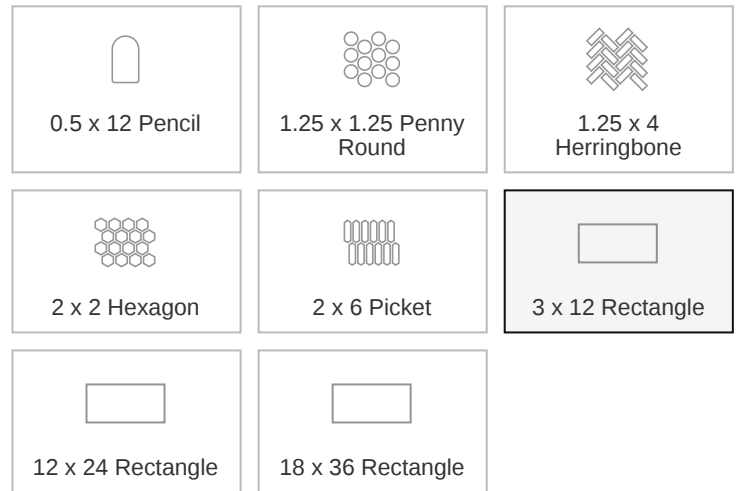 0.5 x 12 Pencil
1.25 x 1.25 Penny
Round
1.25 x 4
Herringbone
2 x 2 Hexagon
2 x 6 Picket
3 x 12 Rectangle
12 x 24 Rectangle
18 x 36 Rectangle